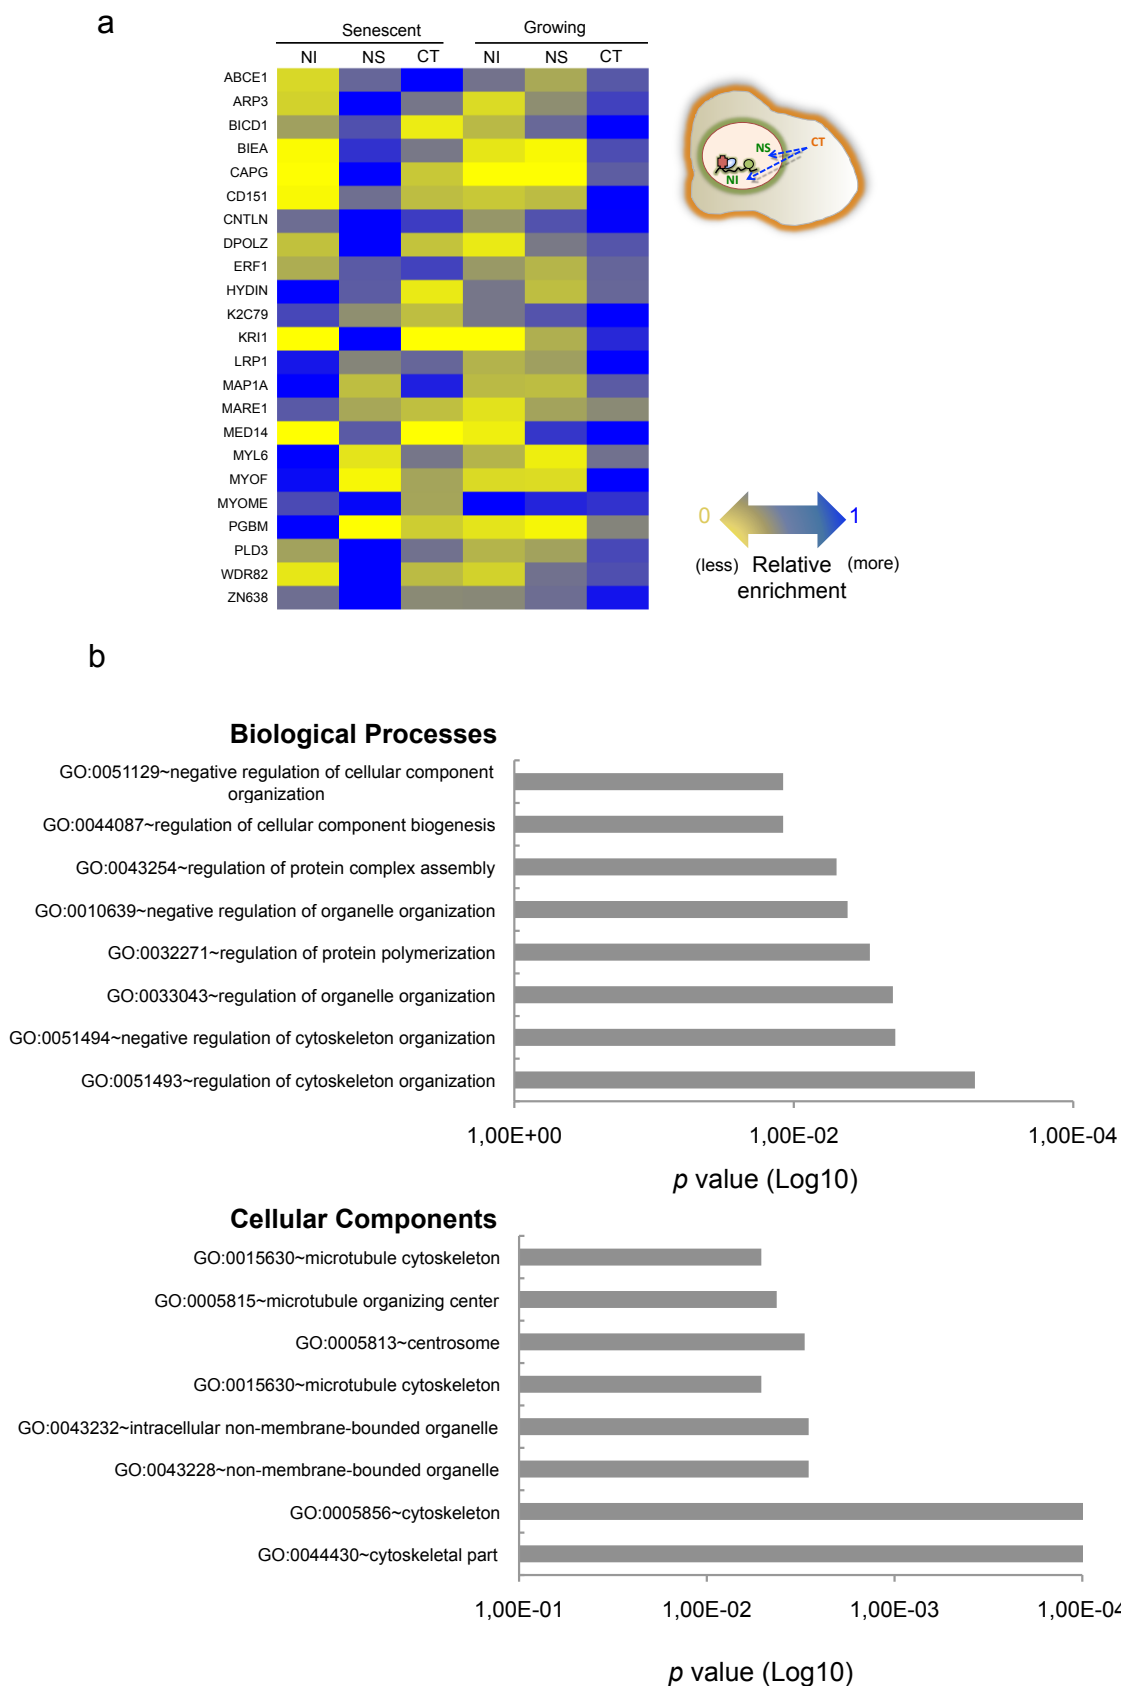 a
Senescent Growing
NI NS CT NI NS CT
ABCE1
ARP3
BICD1
BIEA
CAPG
CD151
CNTLN
DPOLZ
ERF1
HYDIN
K2C79
KRI1
LRP1
MAP1A
MARE1
MED14
MYL6
MYOF
MYOME
PGBM
PLD3
WDR82
ZN638
NS CT
NI
0 1
(less) Relative (more)
enrichment
b
Biological Processes
GO:0051129~negative regulation of cellular component
organization
GO:0044087~regulation of cellular component biogenesis
GO:0043254~regulation of protein complex assembly
GO:0010639~negative regulation of organelle organization
GO:0032271~regulation of protein polymerization
GO:0033043~regulation of organelle organization
GO:0051494~negative regulation of cytoskeleton organization
GO:0051493~regulation of cytoskeleton organization
1,00E+00 1,00E-02 1,00E-04
p value (Log10)
Cellular Components
GO:0015630~microtubule cytoskeleton
GO:0005815~microtubule organizing center
GO:0005813~centrosome
GO:0015630~microtubule cytoskeleton
GO:0043232~intracellular non-membrane-bounded organelle
GO:0043228~non-membrane-bounded organelle
GO:0005856~cytoskeleton
GO:0044430~cytoskeletal part
1,00E-01 1,00E-02 1,00E-03 1,00E-04
p value (Log10)